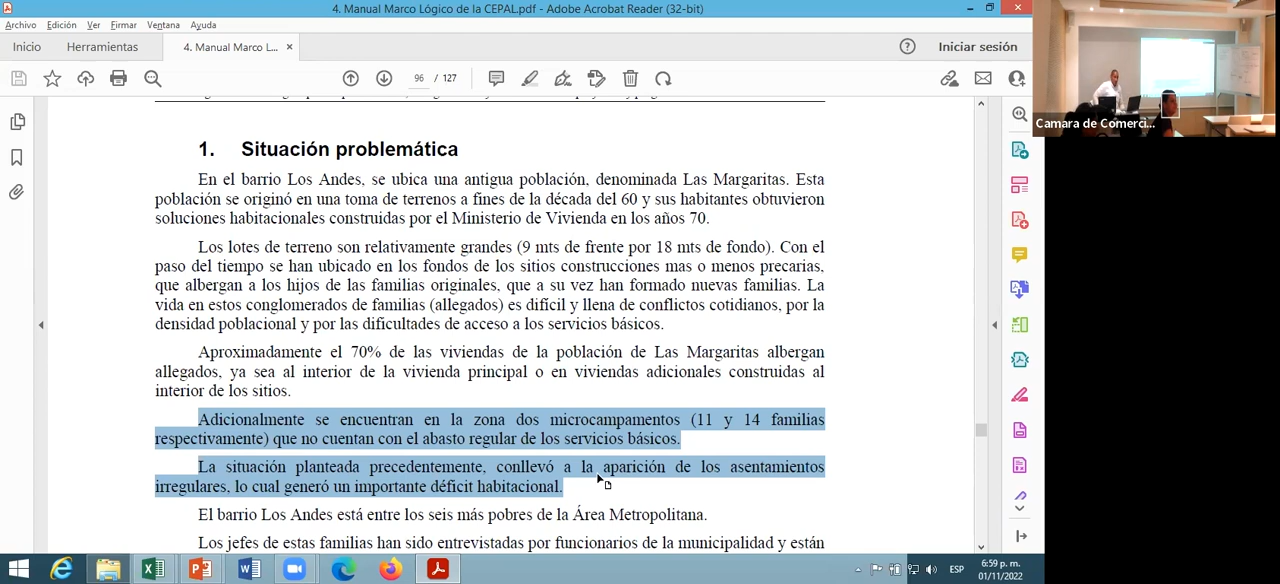 4. Manual Marco Lógico de la CEPAL.pdf - Adobe Acrobat Reader (32-bit)
Archivo Edición Ver Firmar Ventana Ayuda
Inicio Herramientas 4. Manual Marco L... × Iniciar sesión
96 / 127
Camara de Comerci...
1. Situación problemática
En el barrio Los Andes, se ubica una antigua población, denominada Las Margaritas. Esta
población se originó en una toma de terrenos a fines de la década del 60 y sus habitantes obtuvieron
soluciones habitacionales construidas por el Ministerio de Vivienda en los años 70.
Los lotes de terreno son relativamente grandes (9 mts de frente por 18 mts de fondo). Con el
paso del tiempo se han ubicado en los fondos de los sitios construcciones mas o menos precarias,
que albergan a los hijos de las familias originales, que a su vez han formado nuevas familias. La
vida en estos conglomerados de familias (allegados) es difícil y llena de conflictos cotidianos, por la
densidad poblacional y por las dificultades de acceso a los servicios básicos.
Aproximadamente el 70% de las viviendas de la población de Las Margaritas albergan
allegados, ya sea al interior de la vivienda principal o en viviendas adicionales construidas al
interior de los sitios.
Adicionalmente se encuentran en la zona dos microcampamentos (11 y 14 familias
respectivamente) que no cuentan con el abasto regular de los servicios básicos.
La situación planteada precedentemente, conllevó a la aparición de los asentamientos
irregulares, lo cual generó un importante déficit habitacional.
El barrio Los Andes está entre los seis más pobres de la Área Metropolitana.
Los jefes de estas familias han sido entrevistadas por funcionarios de la municipalidad y están
ESP
6:59 p. m.
01/11/2022